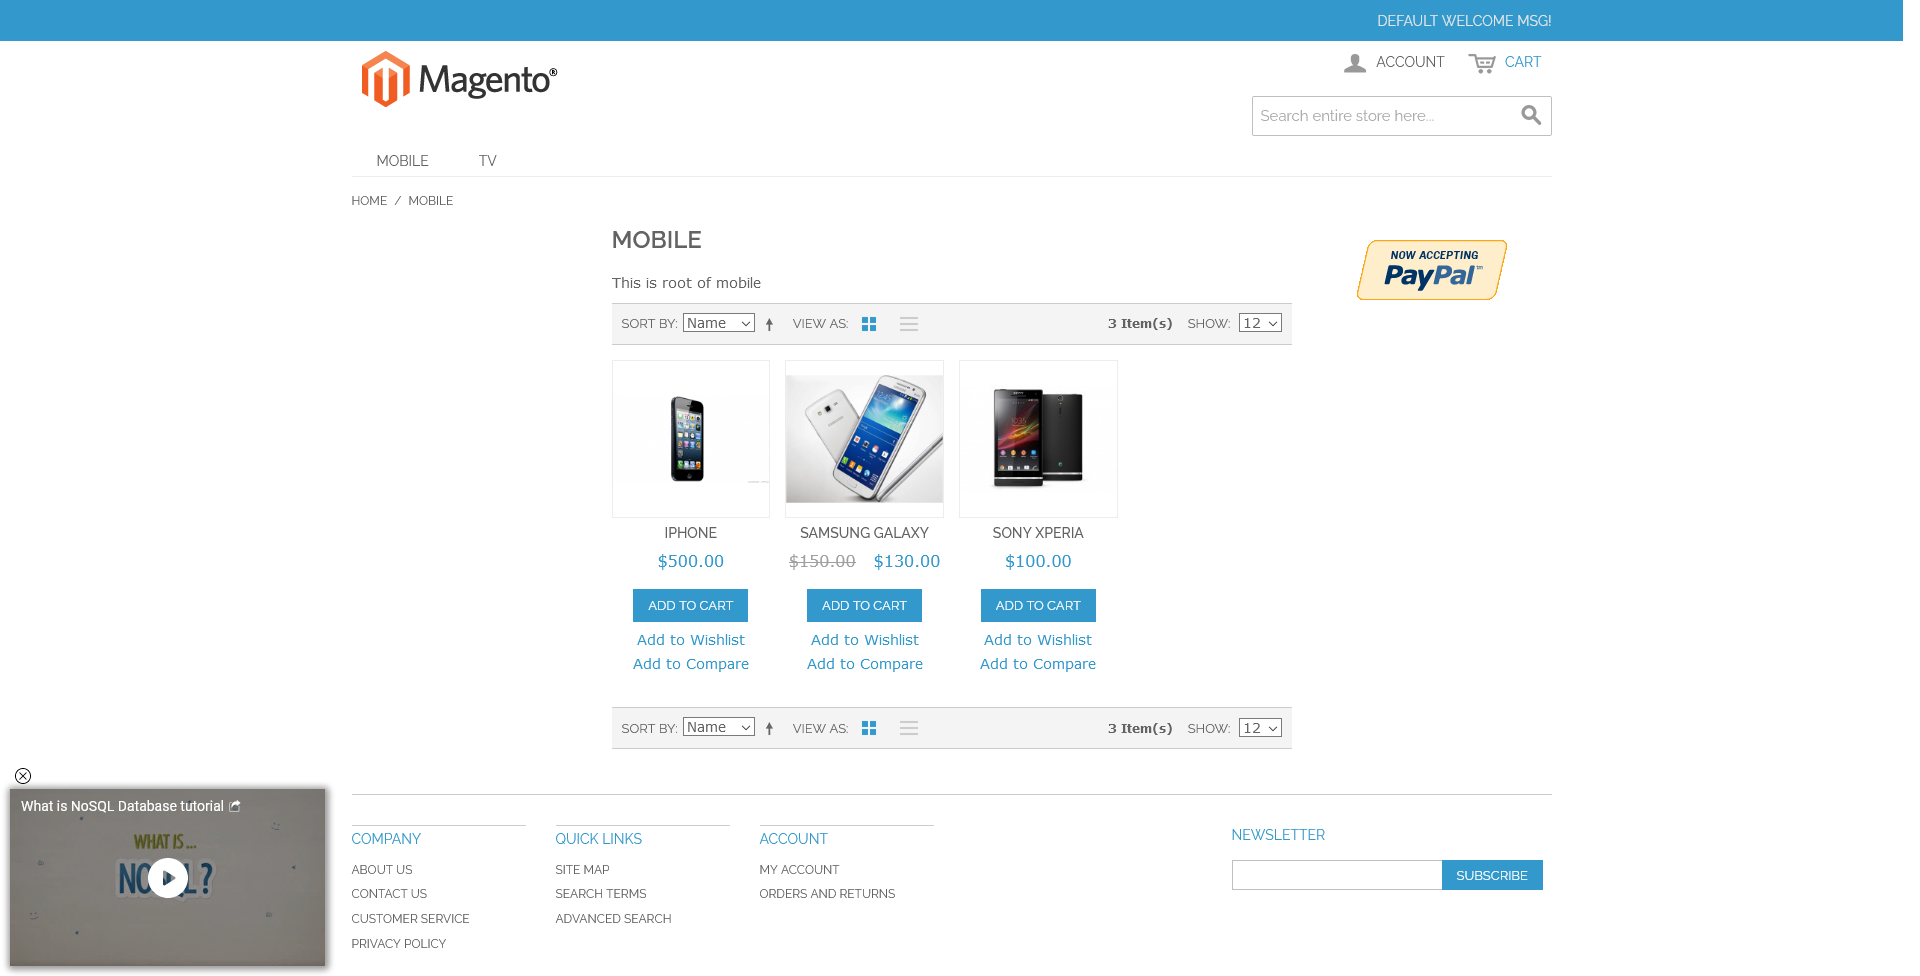 DEFAULT WELCOME MSG!
Magento®
ACCOUNT
CART
Search entire store here...
MOBILE
TV
HOME / MOBILE
MOBILE
NOW ACCEPTING
PayPal™
This is root of mobile
SORT BY: Name
VIEW AS:
3 Item(s)
SHOW: 12
IPHONE
$500.00
ADD TO CART
Add to Wishlist
Add to Compare
SAMSUNG GALAXY
$150.00 $130.00
ADD TO CART
Add to Wishlist
Add to Compare
SONY XPERIA
$100.00
ADD TO CART
Add to Wishlist
Add to Compare
SORT BY: Name
VIEW AS:
3 Item(s)
SHOW: 12
What is NoSQL Database tutorial
WHAT IS...
COMPANY
ABOUT US
CONTACT US
CUSTOMER SERVICE
PRIVACY POLICY
QUICK LINKS
SITE MAP
SEARCH TERMS
ADVANCED SEARCH
ACCOUNT
MY ACCOUNT
ORDERS AND RETURNS
NEWSLETTER
SUBSCRIBE